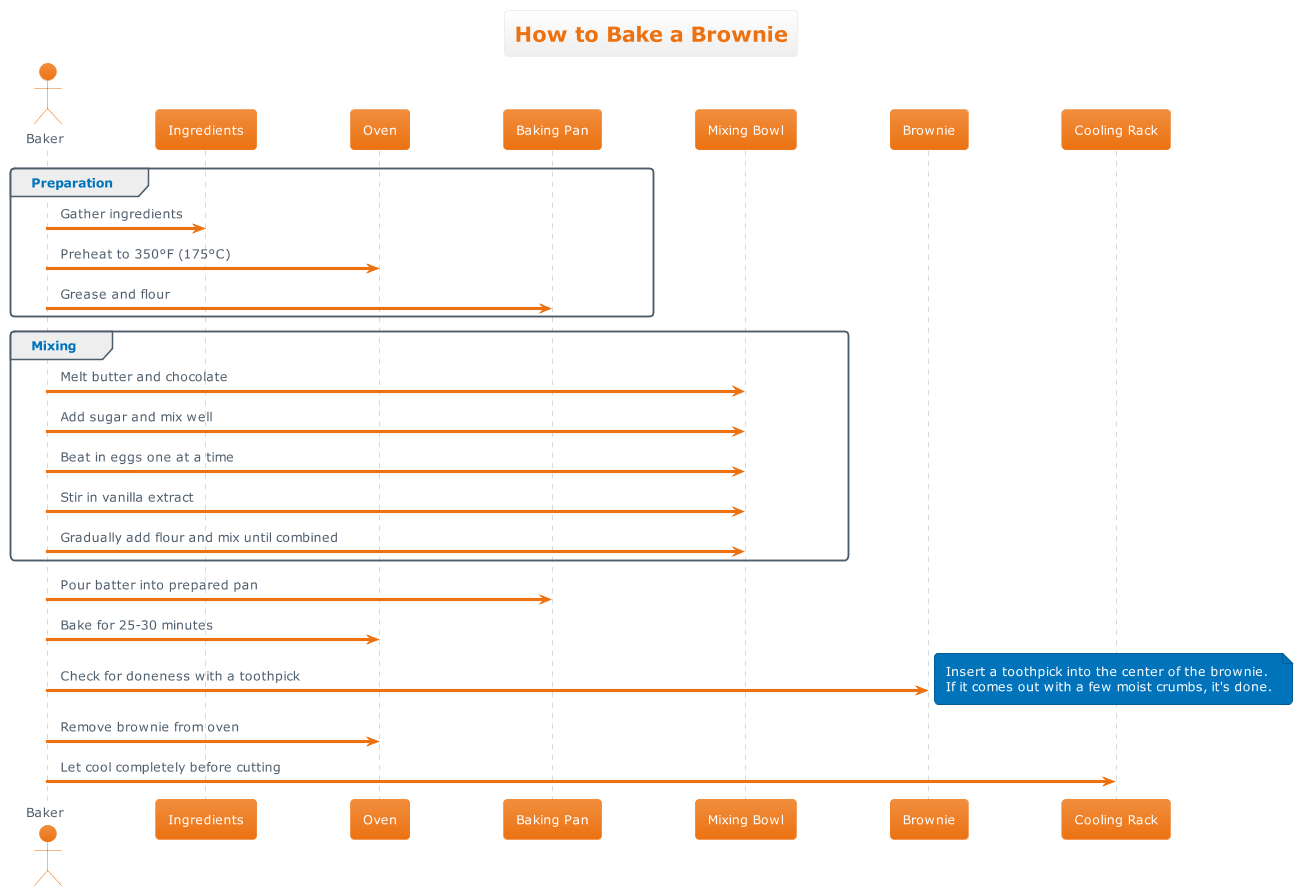 How to Bake a Brownie
Baker
Ingredients
Oven
Baking Pan
Mixing Bowl
Brownie
Cooling Rack
Preparation
Gather ingredients
Preheat to 350°F (175°C)
Grease and flour
Mixing
Melt butter and chocolate
Add sugar and mix well
Beat in eggs one at a time
Stir in vanilla extract
Gradually add flour and mix until combined
Pour batter into prepared pan
Bake for 25-30 minutes
Check for doneness with a toothpick
Insert a toothpick into the center of the brownie.
If it comes out with a few moist crumbs, it's done.
Remove brownie from oven
Let cool completely before cutting
Baker
Ingredients
Oven
Baking Pan
Mixing Bowl
Brownie
Cooling Rack